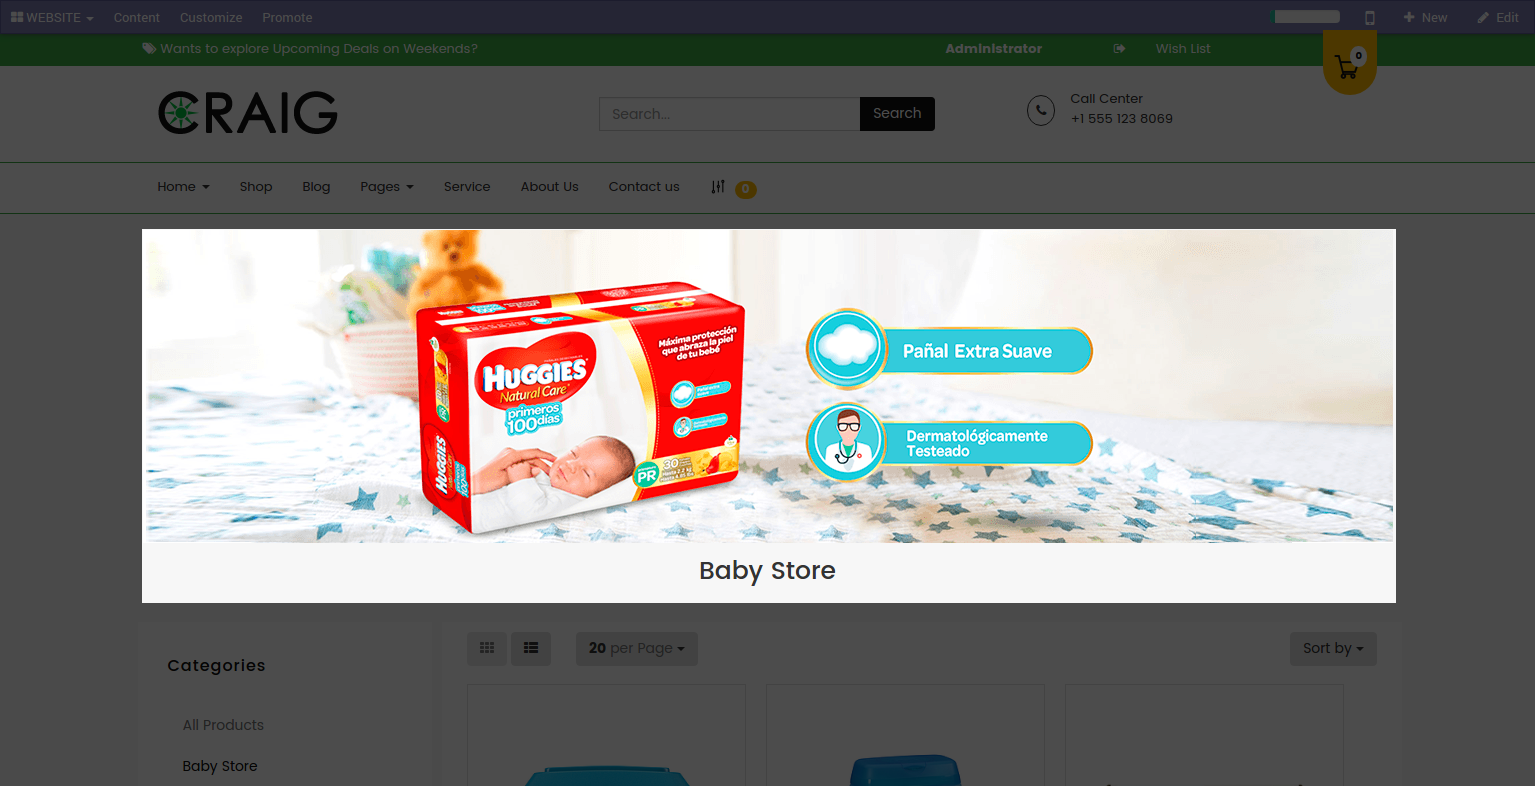 WEBSITE Content Customize Promote New Edit
Wants to explore Upcoming Deals on Weekends? Administrator Wish List
0
CRAIG
Search... Search
Call Center
+1 555 123 8069
Home Shop Blog Pages Service About Us Contact us 0
HUGGIES
Natural Care
primeros
100 días
Máxima protección
que abraza la piel
de tu bebé
PR
30
HUGGIES
Pañal Extra Suave
Dermatológicamente
Testeado
Baby Store
Categories
All Products
Baby Store
20 per Page Sort by